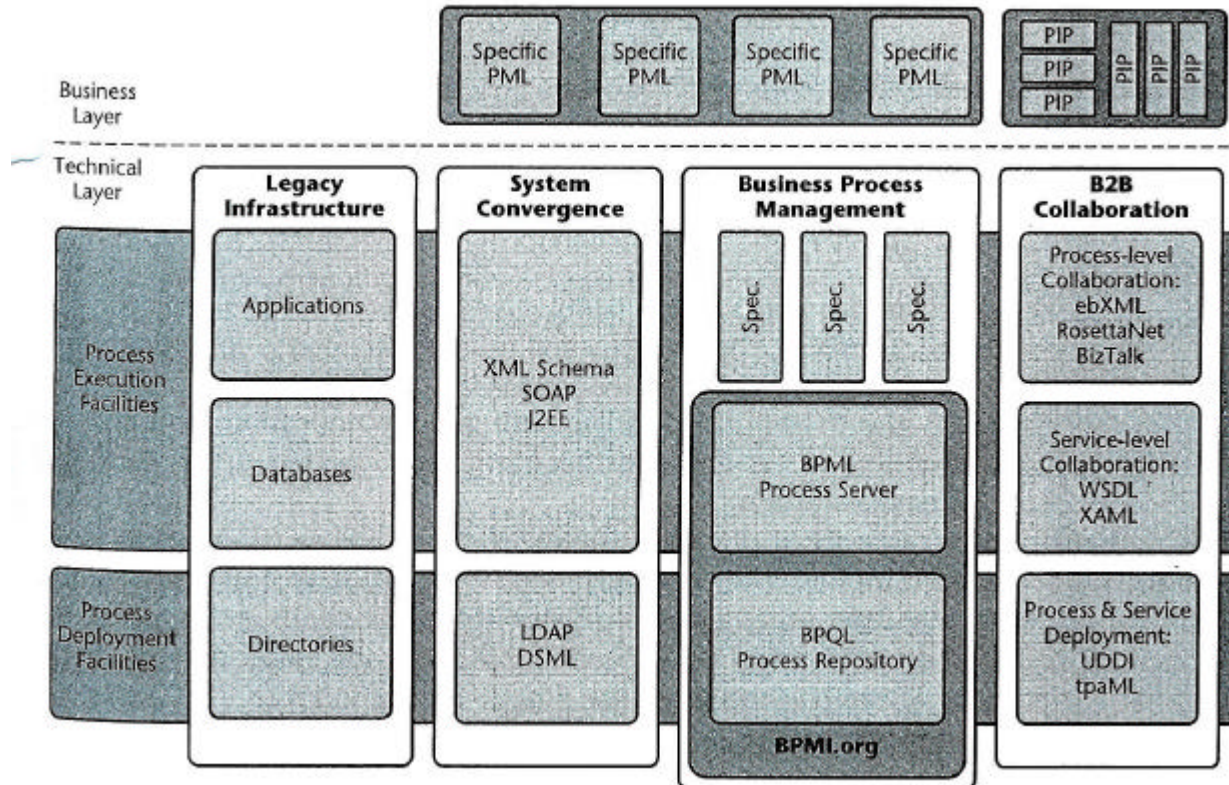 Specific
PML
Specific
PML
Specific
PML
Specific
PML
PIP
PIP
PIP
PIP
PIP
PIP
Business
Layer
Technical
Layer
Legacy
Infrastructure
System
Convergence
Business Process
Management
B2B
Collaboration
Process
Execution
Facilities
Applications
Databases
XML Schema
SOAP
J2EE
Spec.
Spec.
Spec.
BPML
Process Server
Process-level
Collaboration:
ebXML
RosettaNet
BizTalk
Service-level
Collaboration:
WSDL
XAML
Process
Deployment
Facilities
Directories
LDAP
DSML
BPQL
Process Repository
BPMI.org
Process & Service
Deployment:
UDDI
tpaML